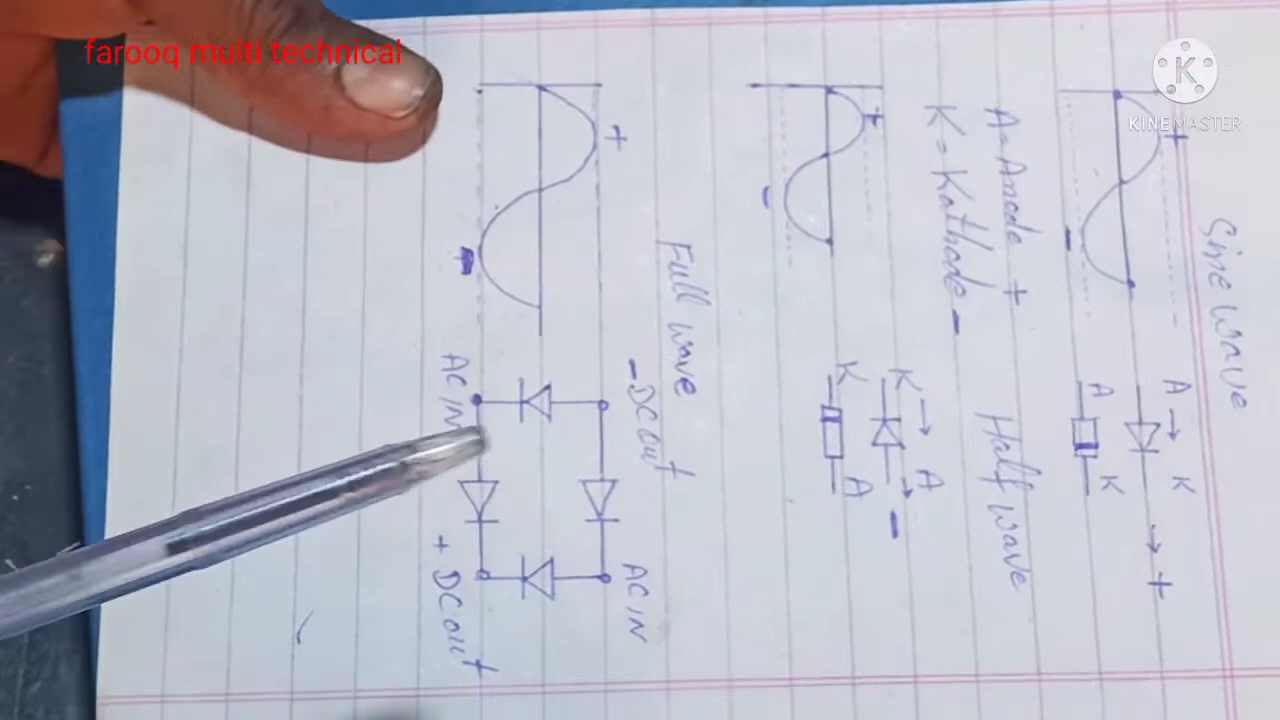 farooq multi technical
K
KINEMASTER
Sine wave
+
-
A → K → +
A K
A = Anode +
K = Kathode -
Half wave
+
-
K → A → -
K A
Full wave
+
-
- DC out
AC IN
AC IN
+ DC out